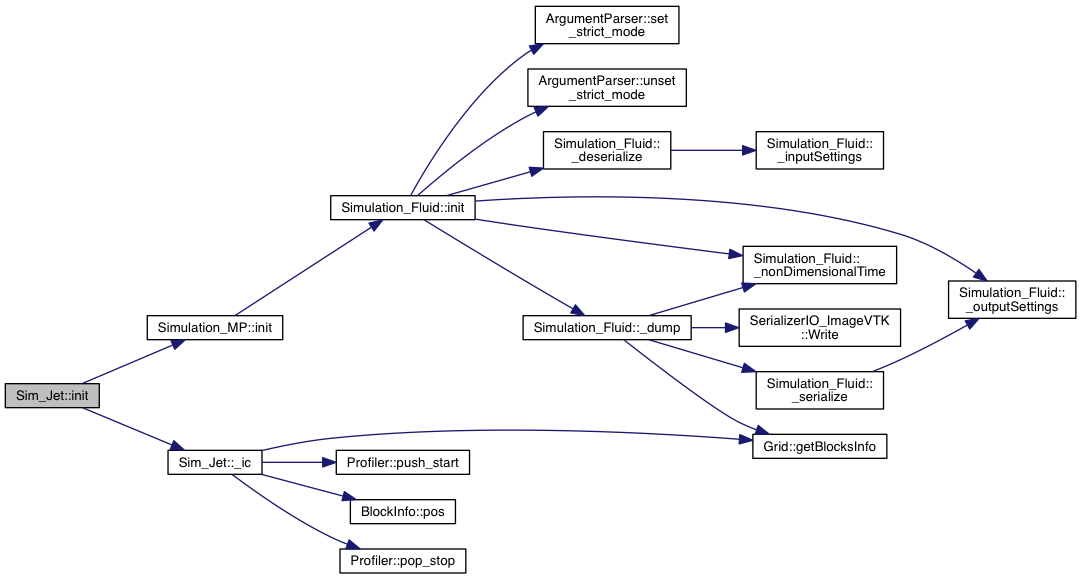 ArgumentParser::set
_strict_mode
ArgumentParser::unset
_strict_mode
Simulation_Fluid::
_deserialize
Simulation_Fluid::
_inputSettings
Simulation_Fluid::init
Simulation_Fluid::
_nonDimensionalTime
Simulation_Fluid::
_outputSettings
Simulation_MP::init
Simulation_Fluid::_dump
SerializerIO_ImageVTK
::Write
Simulation_Fluid::
_serialize
Sim_Jet::init
Grid::getBlocksInfo
Sim_Jet::_ic
Profiler::push_start
BlockInfo::pos
Profiler::pop_stop